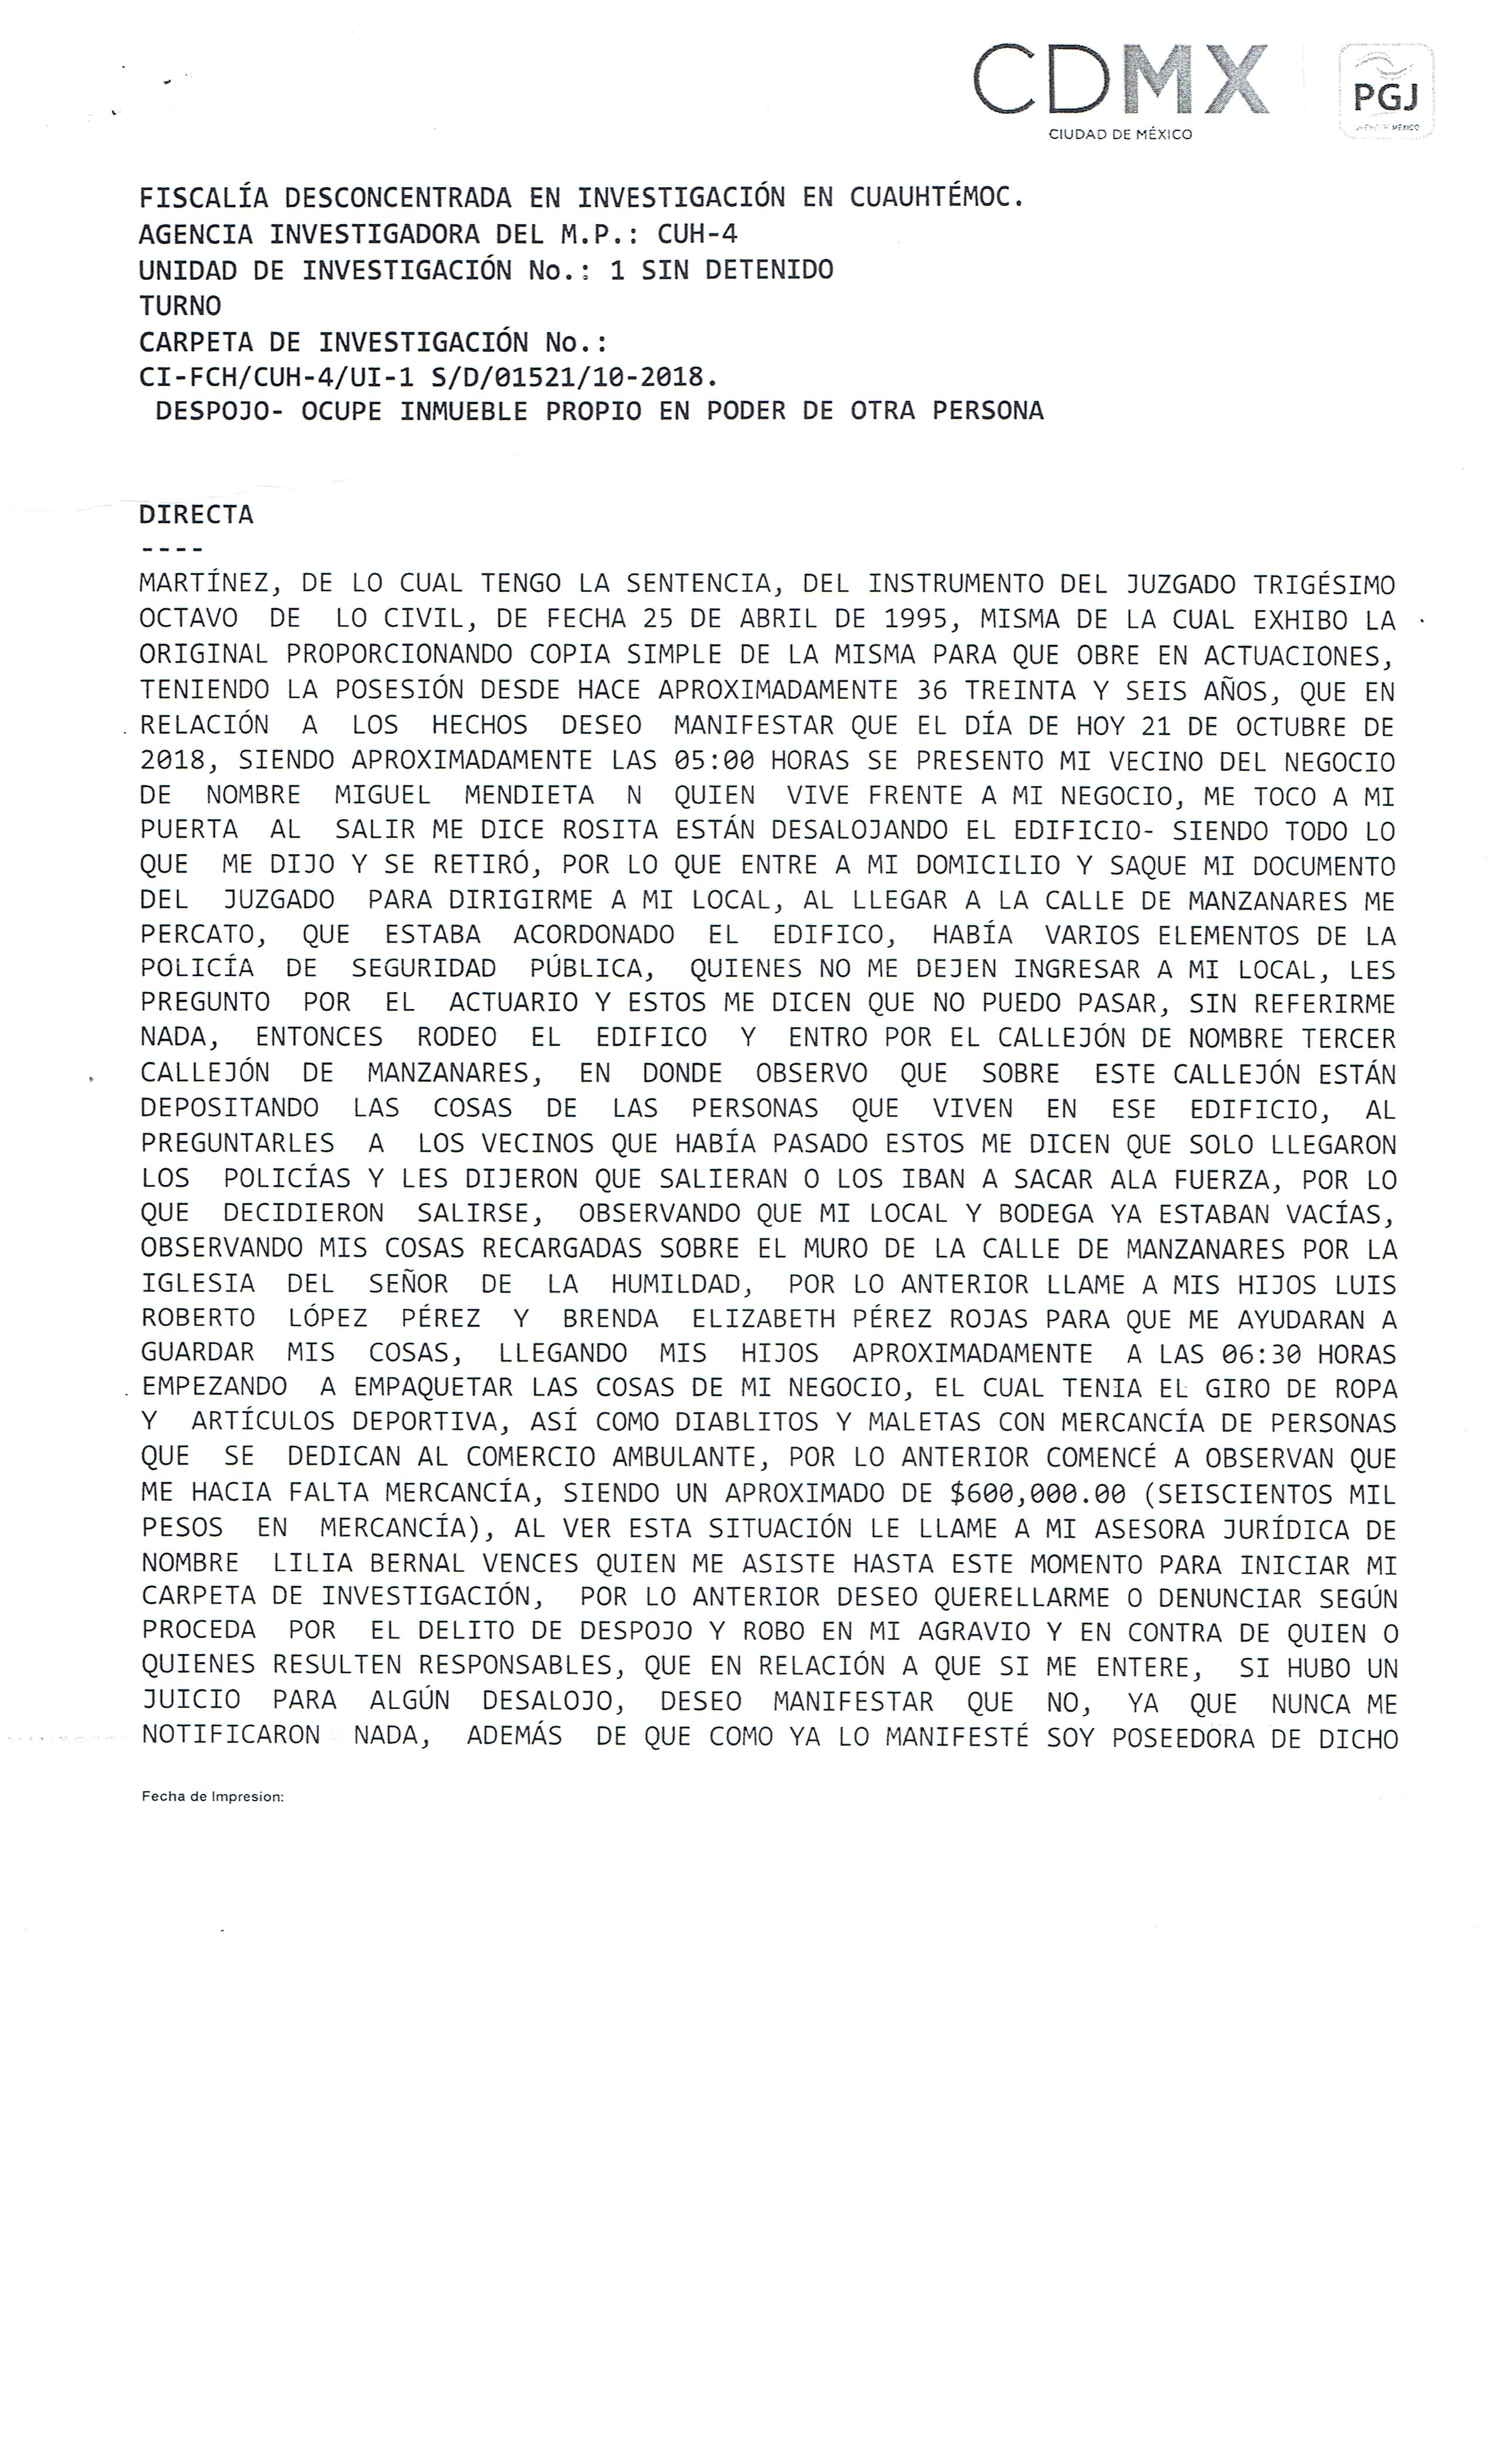 CDMX
CIUDAD DE MÉXICO
PGJ
MÉXICO
FISCALÍA DESCONCENTRADA EN INVESTIGACIÓN EN CUAUHTÉMOC.
AGENCIA INVESTIGADORA DEL M.P.: CUH-4
UNIDAD DE INVESTIGACIÓN No.: 1 SIN DETENIDO
TURNO
CARPETA DE INVESTIGACIÓN No.:
CI-FCH/CUH-4/UI-1 S/D/01521/10-2018.
DESPOJO- OCUPE INMUEBLE PROPIO EN PODER DE OTRA PERSONA
DIRECTA
----
MARTÍNEZ, DE LO CUAL TENGO LA SENTENCIA, DEL INSTRUMENTO DEL JUZGADO TRIGÉSIMO
OCTAVO DE LO CIVIL, DE FECHA 25 DE ABRIL DE 1995, MISMA DE LA CUAL EXHIBO LA
ORIGINAL PROPORCIONANDO COPIA SIMPLE DE LA MISMA PARA QUE OBRE EN ACTUACIONES,
TENIENDO LA POSESIÓN DESDE HACE APROXIMADAMENTE 36 TREINTA Y SEIS AÑOS, QUE EN
RELACIÓN A LOS HECHOS DESEO MANIFESTAR QUE EL DÍA DE HOY 21 DE OCTUBRE DE
2018, SIENDO APROXIMADAMENTE LAS 05:00 HORAS SE PRESENTO MI VECINO DEL NEGOCIO
DE NOMBRE MIGUEL MENDIETA N QUIEN VIVE FRENTE A MI NEGOCIO, ME TOCO A MI
PUERTA AL SALIR ME DICE ROSITA ESTÁN DESALOJANDO EL EDIFICIO- SIENDO TODO LO
QUE ME DIJO Y SE RETIRÓ, POR LO QUE ENTRE A MI DOMICILIO Y SAQUE MI DOCUMENTO
DEL JUZGADO PARA DIRIGIRME A MI LOCAL, AL LLEGAR A LA CALLE DE MANZANARES ME
PERCATO, QUE ESTABA ACORDONADO EL EDIFICO, HABÍA VARIOS ELEMENTOS DE LA
POLICÍA DE SEGURIDAD PÚBLICA, QUIENES NO ME DEJEN INGRESAR A MI LOCAL, LES
PREGUNTO POR EL ACTUARIO Y ESTOS ME DICEN QUE NO PUEDO PASAR, SIN REFERIRME
NADA, ENTONCES RODEO EL EDIFICO Y ENTRO POR EL CALLEJÓN DE NOMBRE TERCER
CALLEJÓN DE MANZANARES, EN DONDE OBSERVO QUE SOBRE ESTE CALLEJÓN ESTÁN
DEPOSITANDO LAS COSAS DE LAS PERSONAS QUE VIVEN EN ESE EDIFICIO, AL
PREGUNTARLES A LOS VECINOS QUE HABÍA PASADO ESTOS ME DICEN QUE SOLO LLEGARON
LOS POLICÍAS Y LES DIJERON QUE SALIERAN O LOS IBAN A SACAR ALA FUERZA, POR LO
QUE DECIDIERON SALIRSE, OBSERVANDO QUE MI LOCAL Y BODEGA YA ESTABAN VACÍAS,
OBSERVANDO MIS COSAS RECARGADAS SOBRE EL MURO DE LA CALLE DE MANZANARES POR LA
IGLESIA DEL SEÑOR DE LA HUMILDAD, POR LO ANTERIOR LLAME A MIS HIJOS LUIS
ROBERTO LÓPEZ PÉREZ Y BRENDA ELIZABETH PÉREZ ROJAS PARA QUE ME AYUDARAN A
GUARDAR MIS COSAS, LLEGANDO MIS HIJOS APROXIMADAMENTE A LAS 06:30 HORAS
EMPEZANDO A EMPAQUETAR LAS COSAS DE MI NEGOCIO, EL CUAL TENIA EL GIRO DE ROPA
Y ARTÍCULOS DEPORTIVA, ASÍ COMO DIABLITOS Y MALETAS CON MERCANCÍA DE PERSONAS
QUE SE DEDICAN AL COMERCIO AMBULANTE, POR LO ANTERIOR COMENCÉ A OBSERVAN QUE
ME HACIA FALTA MERCANCÍA, SIENDO UN APROXIMADO DE $600,000.00 (SEISCIENTOS MIL
PESOS EN MERCANCÍA), AL VER ESTA SITUACIÓN LE LLAME A MI ASESORA JURÍDICA DE
NOMBRE LILIA BERNAL VENCES QUIEN ME ASISTE HASTA ESTE MOMENTO PARA INICIAR MI
CARPETA DE INVESTIGACIÓN, POR LO ANTERIOR DESEO QUERELLARME O DENUNCIAR SEGÚN
PROCEDA POR EL DELITO DE DESPOJO Y ROBO EN MI AGRAVIO Y EN CONTRA DE QUIEN O
QUIENES RESULTEN RESPONSABLES, QUE EN RELACIÓN A QUE SI ME ENTERE, SI HUBO UN
JUICIO PARA ALGÚN DESALOJO, DESEO MANIFESTAR QUE NO, YA QUE NUNCA ME
NOTIFICARON NADA, ADEMÁS DE QUE COMO YA LO MANIFESTÉ SOY POSEEDORA DE DICHO
Fecha de Impresion: